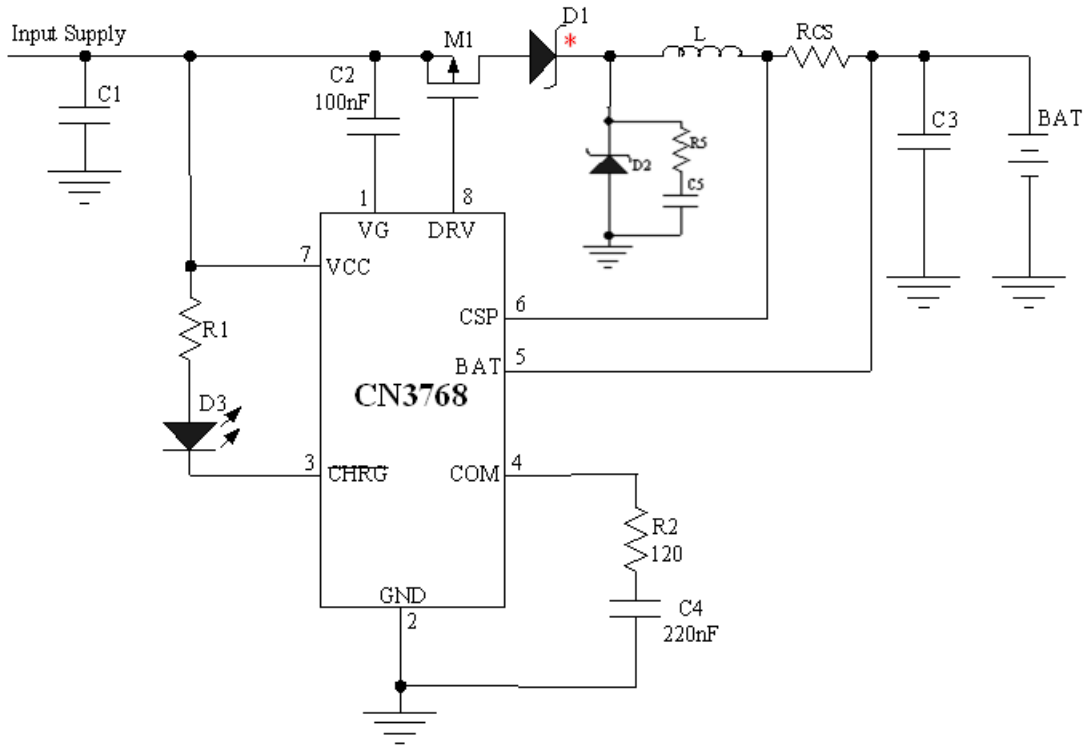 D1
Input Supply
M1
*
L
RCS
C2
100nF
C1
C3
BAT
R5
D2
C5
1
8
VG
DRV
7
VCC
6
CSP
R1
5
BAT
CN3768
D3
3
CHRG
COM
4
R2
120
GND
2
C4
220nF